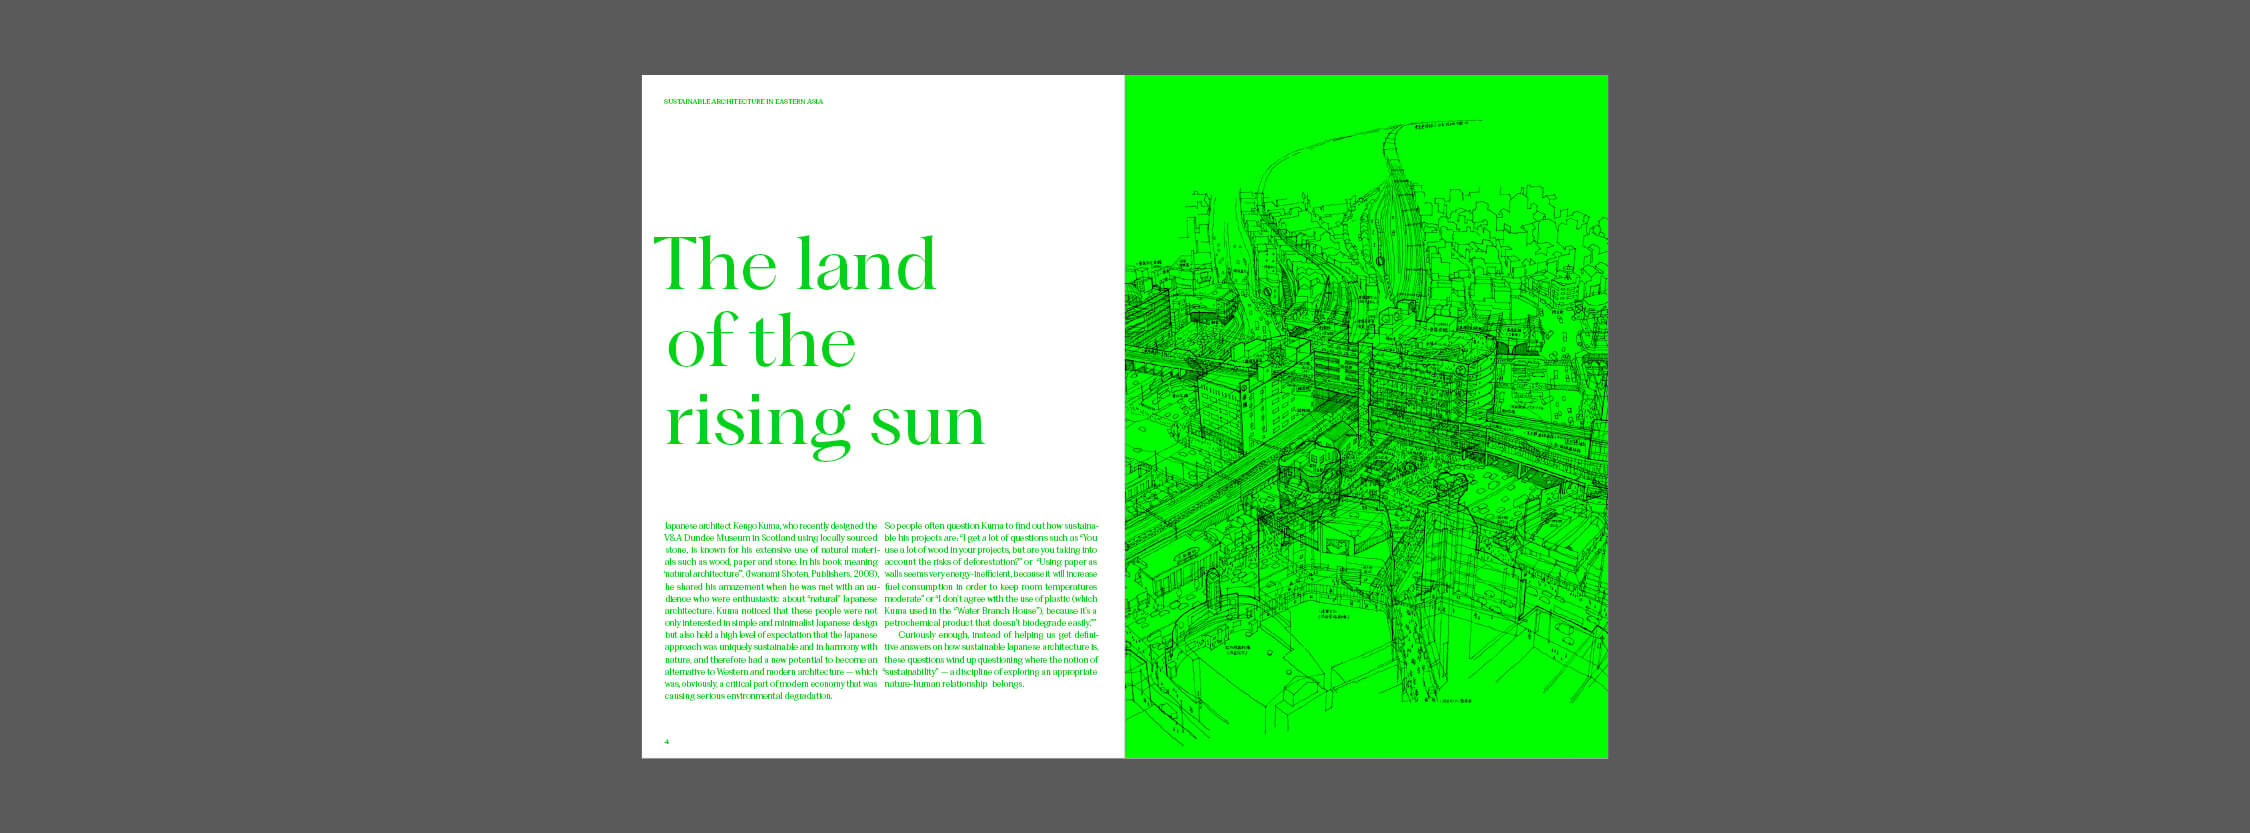 SUSTAINABLE ARCHITECTURE IN EASTERN ASIA
The land
of the
rising sun
Japanese architect Kengo Kuma, who recently designed the
V&A Dundee Museum in Scotland using locally sourced
stone, is known for his extensive use of natural materi-
als such as wood, paper and stone. In his book meaning
"natural architecture", (Iwanami Shoten, Publishers, 2008),
he shared his amazement when he was met with an au-
dience who were enthusiastic about “natural” Japanese
architecture. Kuma noticed that these people were not
only interested in simple and minimalist Japanese design
but also held a high level of expectation that the Japanese
approach was uniquely sustainable and in harmony with
nature, and therefore had a new potential to become an
alternative to Western and modern architecture — which
was, obviously, a critical part of modern economy that was
causing serious environmental degradation.
So people often question Kuma to find out how sustaina-
ble his projects are: “I get a lot of questions such as “You
use a lot of wood in your projects, but are you taking into
account the risks of deforestation?” or “Using paper as
walls seems very energy-inefficient, because it will increase
fuel consumption in order to keep room temperatures
moderate” or “I don’t agree with the use of plastic (which
Kuma used in the “Water Branch House”), because it’s a
petrochemical product that doesn’t biodegrade easily.””
Curiously enough, instead of helping us get defini-
tive answers on how sustainable Japanese architecture is,
these questions wind up questioning where the notion of
“sustainability” — a discipline of exploring an appropriate
nature-human relationship belongs.
4